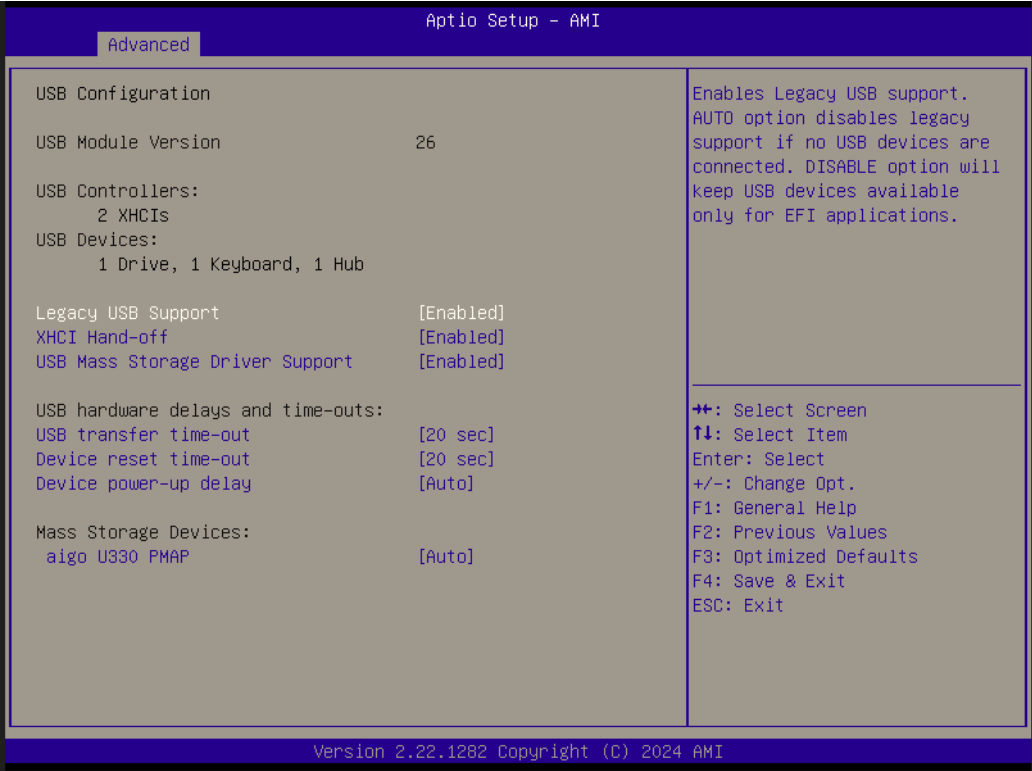 Aptio Setup - AMI
Advanced
USB Configuration
USB Module Version 26
USB Controllers:
2 XHCIs
USB Devices:
1 Drive, 1 Keyboard, 1 Hub
Legacy USB Support [Enabled]
XHCI Hand-off [Enabled]
USB Mass Storage Driver Support [Enabled]
USB hardware delays and time-outs:
USB transfer time-out [20 sec]
Device reset time-out [20 sec]
Device power-up delay [Auto]
Mass Storage Devices:
aigo U330 PMAP [Auto]
Enables Legacy USB support.
AUTO option disables legacy
support if no USB devices are
connected. DISABLE option will
keep USB devices available
only for EFI applications.
→←: Select Screen
↑↓: Select Item
Enter: Select
+/-: Change Opt.
F1: General Help
F2: Previous Values
F3: Optimized Defaults
F4: Save & Exit
ESC: Exit
Version 2.22.1282 Copyright (C) 2024 AMI